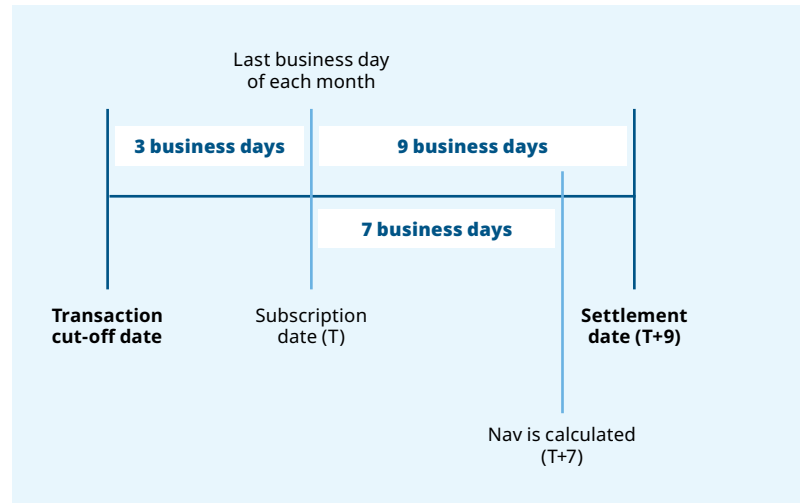 Last business day
of each month
3 business days
9 business days
7 business days
Transaction
cut-off date
Subscription
date (T)
Settlement
date (T+9)
Nav is calculated
(T+7)